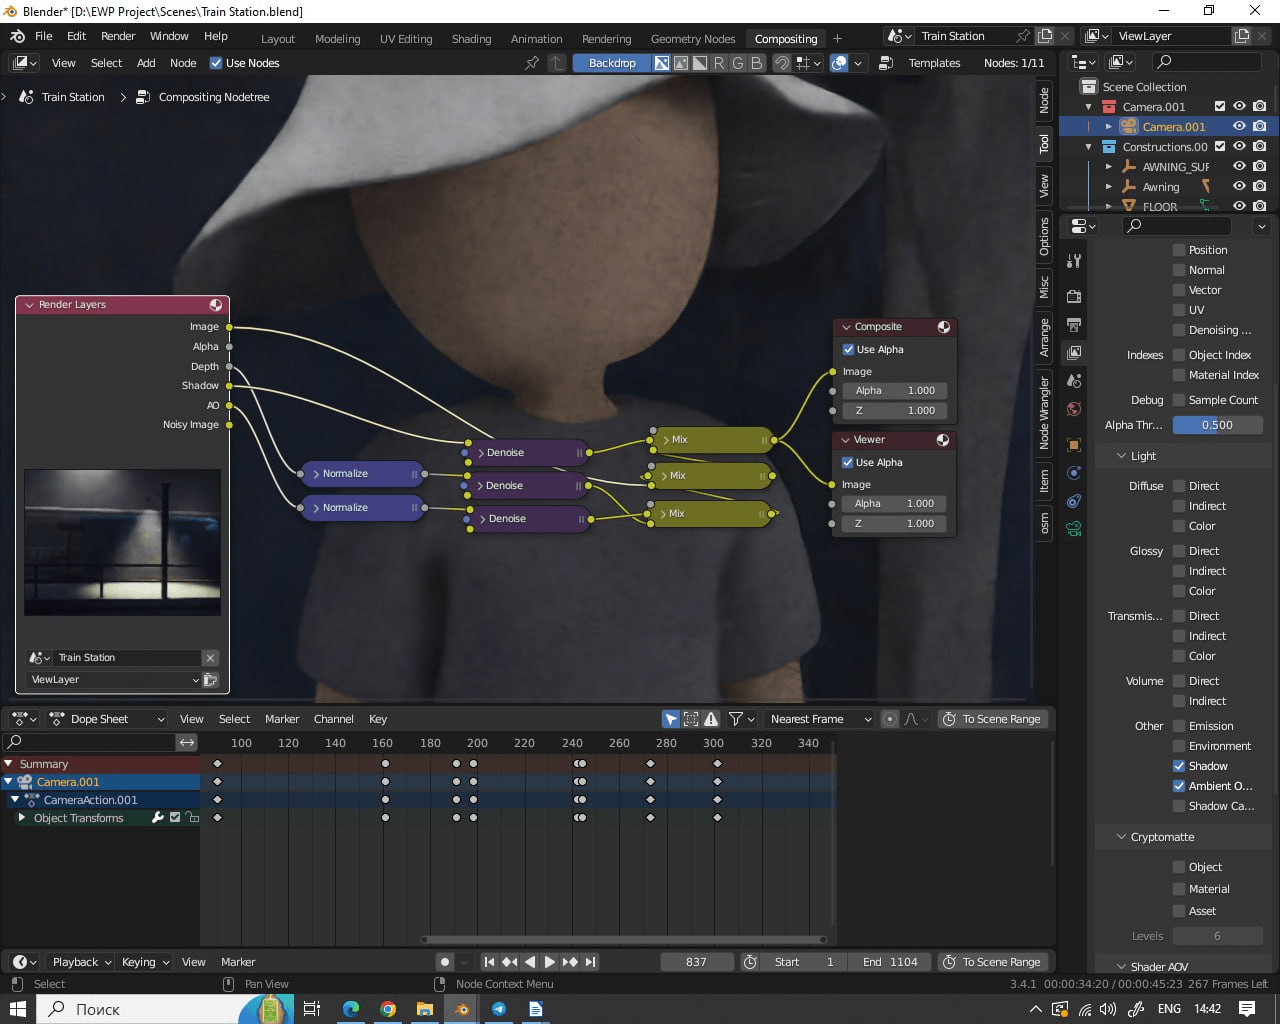 Blender* [D:\EWP Project\Scenes\Train Station.blend]
File Edit Render Window Help Layout Modeling UV Editing Shading Animation Rendering Geometry Nodes Compositing + Train Station ViewLayer
View Select Add Node Use Nodes Backdrop R G B Templates Nodes: 1/11
Train Station > Compositing Nodetree
Node
Tool
View
Options
Misc
Arrange
Node Wrangler
Item
osm
Render Layers
Image
Alpha
Depth
Shadow
AO
Noisy Image
Train Station
ViewLayer
Normalize
Normalize
Denoise
Denoise
Denoise
Mix
Mix
Mix
Composite
Use Alpha
Image
Alpha 1.000
Z 1.000
Viewer
Use Alpha
Image
Alpha 1.000
Z 1.000
Scene Collection
Camera.001
Camera.001
Constructions.00
AWNING_SUF
Awning
FLOOR
Position
Normal
Vector
UV
Denoising ...
Indexes Object Index
Material Index
Debug Sample Count
Alpha Thr... 0.500
Light
Diffuse Direct
Indirect
Color
Glossy Direct
Indirect
Color
Transmis... Direct
Indirect
Color
Volume Direct
Indirect
Other Emission
Environment
Shadow
Ambient O...
Shadow Ca...
Cryptomatte
Object
Material
Asset
Levels 6
Shader AOV
Dope Sheet View Select Marker Channel Key Nearest Frame To Scene Range
100 120 140 160 180 200 220 240 260 280 300 320 340
Summary
Camera.001
CameraAction.001
Object Transforms
Playback Keying View Marker 837 Start 1 End 1104 To Scene Range
Select Pan View Node Context Menu 3.4.1 00:00:34:20 / 00:00:45:23 267 Frames Left
Поиск ENG 14:42